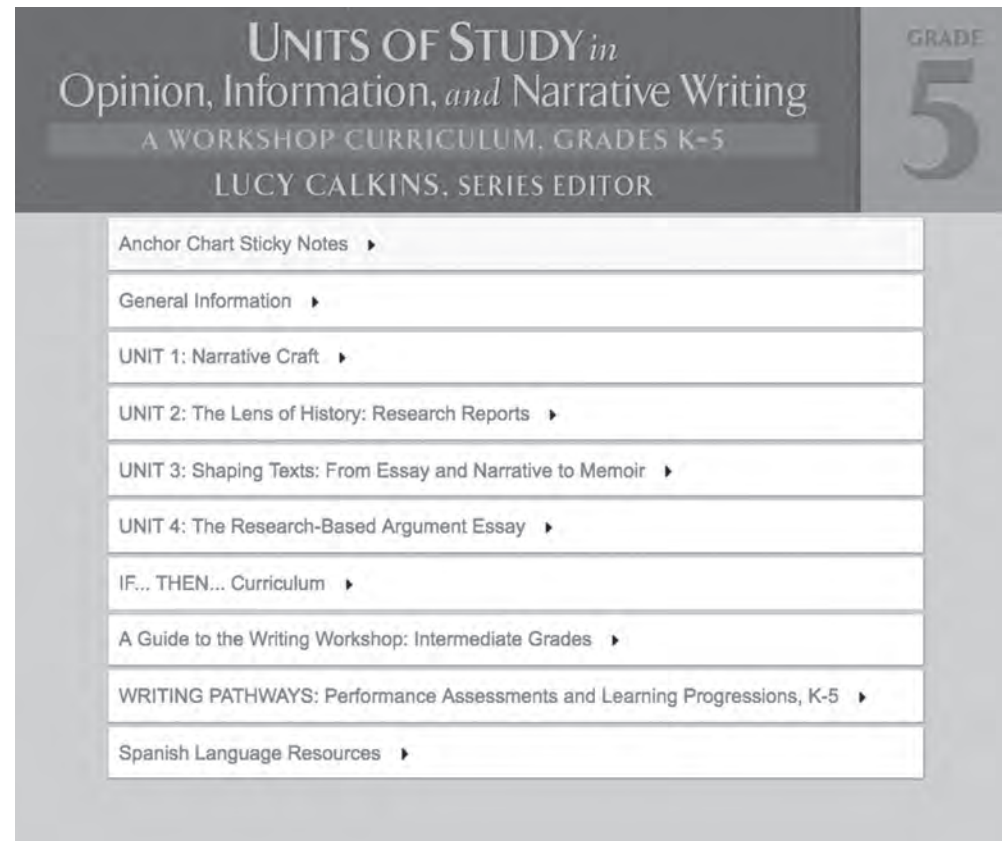 UNITS OF STUDY in
Opinion, Information, and Narrative Writing
A WORKSHOP CURRICULUM, GRADES K-5
LUCY CALKINS, SERIES EDITOR
GRADE
5
Anchor Chart Sticky Notes
General Information
UNIT 1: Narrative Craft
UNIT 2: The Lens of History: Research Reports
UNIT 3: Shaping Texts: From Essay and Narrative to Memoir
UNIT 4: The Research-Based Argument Essay
IF... THEN... Curriculum
A Guide to the Writing Workshop: Intermediate Grades
WRITING PATHWAYS: Performance Assessments and Learning Progressions, K-5
Spanish Language Resources